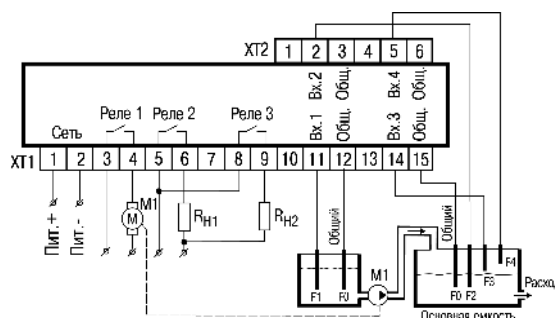 XT2 1 2 3 4 5 6
Вх.2 Общ. Вх.4 Общ.
Реле 1 Реле 2 Реле 3
Сеть
Вх.1 Общ. Вх.3 Общ.
XT1 1 2 3 4 5 6 7 8 9 10 11 12 13 14 15
Пит.+
Пит.-
M1
M
RН1
RН2
Общий
Общий
M1
F1 F0
F0 F2 F3 F4
Расход
Основная емкость